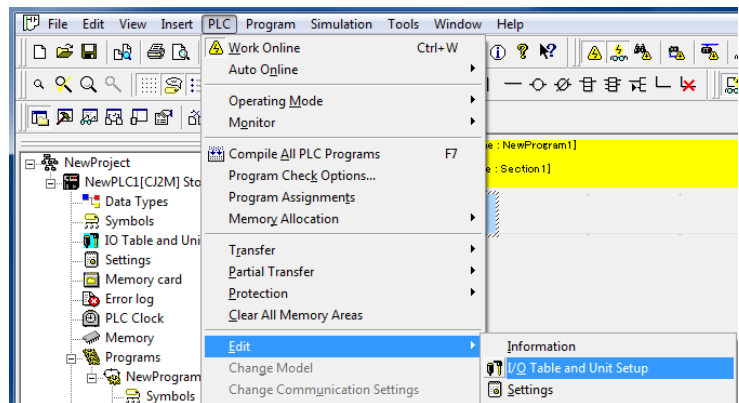 File Edit View Insert PLC Program Simulation Tools Window Help
Work Online Ctrl+W
Auto Online
Operating Mode
Monitor
Compile All PLC Programs F7
Program Check Options...
Program Assignments
Memory Allocation
Transfer
Partial Transfer
Protection
Clear All Memory Areas
Edit
Change Model
Change Communication Settings
Information
I/O Table and Unit Setup
Settings
e : NewProgram1]
e : Section1]
NewProject
NewPLC1[CJ2M] Sto
Data Types
Symbols
IO Table and Uni
Settings
Memory card
Error log
PLC Clock
Memory
Programs
NewProgram
Symbols